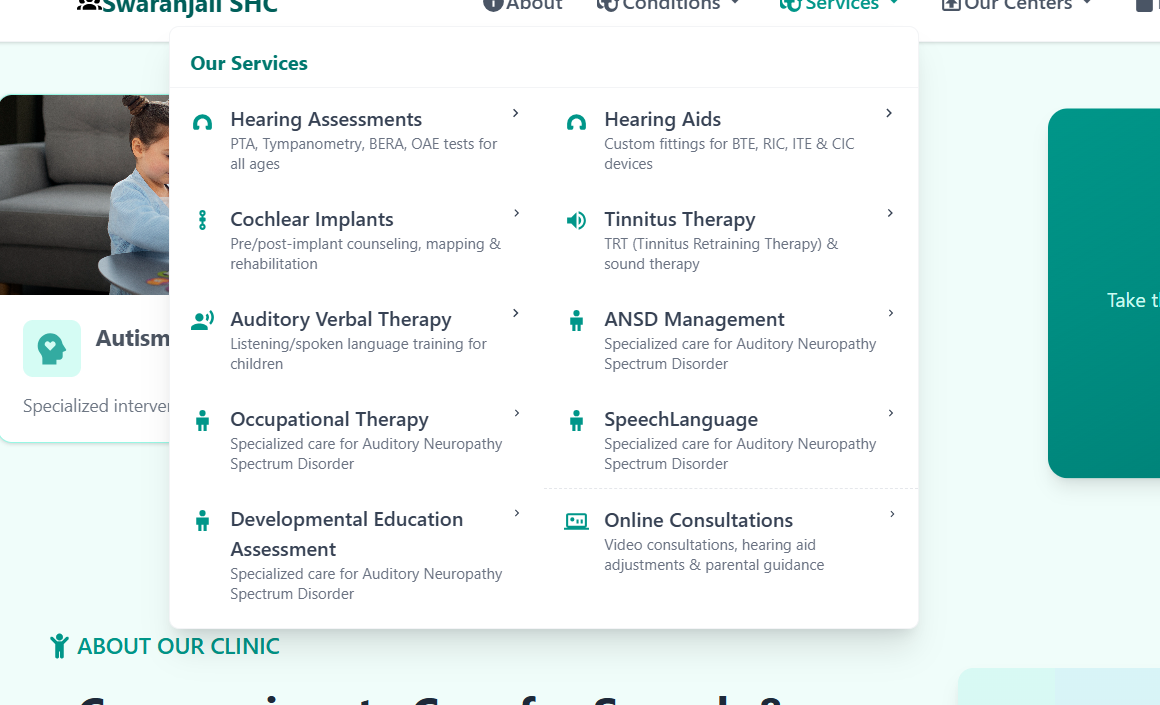 Swaranjali SHC
About
Conditions
Services
Our Centers
Our Services
Hearing Assessments
PTA, Tympanometry, BERA, OAE tests for
all ages
Hearing Aids
Custom fittings for BTE, RIC, ITE & CIC
devices
Cochlear Implants
Pre/post-implant counseling, mapping &
rehabilitation
Tinnitus Therapy
TRT (Tinnitus Retraining Therapy) &
sound therapy
Auditory Verbal Therapy
Listening/spoken language training for
children
ANSD Management
Specialized care for Auditory Neuropathy
Spectrum Disorder
Occupational Therapy
Specialized care for Auditory Neuropathy
Spectrum Disorder
SpeechLanguage
Specialized care for Auditory Neuropathy
Spectrum Disorder
Developmental Education
Assessment
Specialized care for Auditory Neuropathy
Spectrum Disorder
Online Consultations
Video consultations, hearing aid
adjustments & parental guidance
Autism
Specialized
Take
ABOUT OUR CLINIC